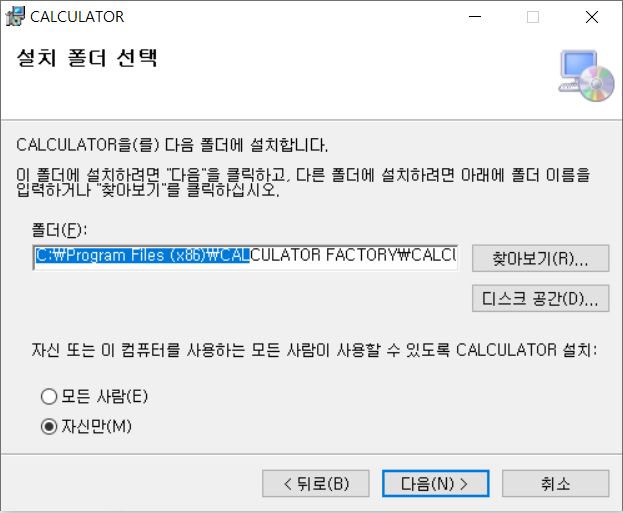 CALCULATOR
설치 폴더 선택
CALCULATOR을(를) 다음 폴더에 설치합니다.
이 폴더에 설치하려면 "다음"을 클릭하고, 다른 폴더에 설치하려면 아래에 폴더 이름을
입력하거나 "찾아보기"를 클릭하십시오.
폴더(F):
C:₩Program Files (x86)₩CALCULATOR FACTORY₩CALCU
찾아보기(R)...
디스크 공간(D)...
자신 또는 이 컴퓨터를 사용하는 모든 사람이 사용할 수 있도록 CALCULATOR 설치:
모든 사람(E)
자신만(M)
< 뒤로(B)
다음(N) >
취소